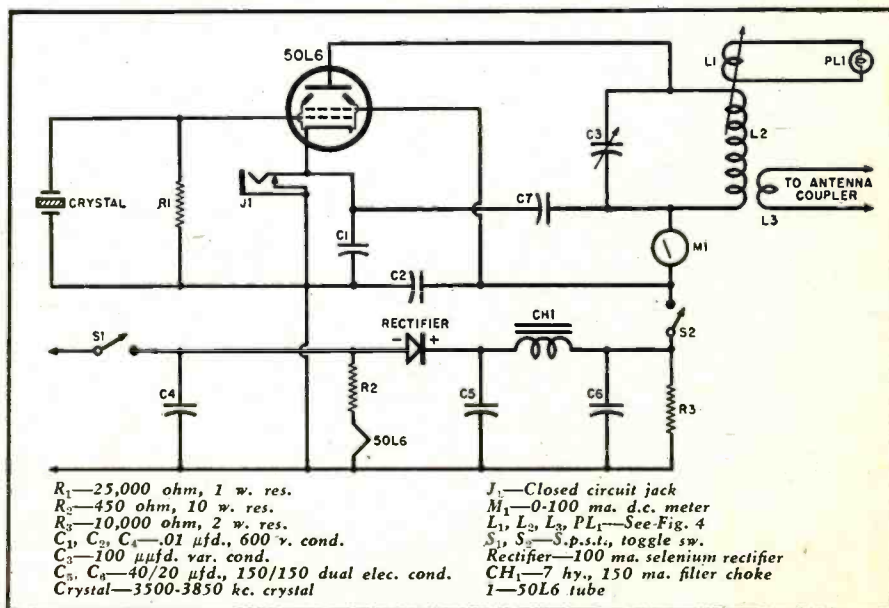 50L6
L1
PL1
C3
L2
CRYSTAL
R1
J1
C7
TO ANTENNA
COUPLER
L3
C1
M1
C2
S1
RECTIFIER
- +
CH1
S2
C4
R2
C5
C6
R3
50L6
R₁—25,000 ohm, 1 w. res.
R₂—450 ohm, 10 w. res.
R₃—10,000 ohm, 2 w. res.
C₁, C₂, C₄—.01 µfd., 600 v. cond.
C₃—100 µµfd. var. cond.
C₅, C₆—40/20 µfd., 150/150 dual elec. cond.
Crystal—3500-3850 kc. crystal
J₁—Closed circuit jack
M₁—0-100 ma. d.c. meter
L₁, L₂, L₃, PL₁—See Fig. 4
S₁, S₂—S.p.s.t., toggle sw.
Rectifier—100 ma. selenium rectifier
CH₁—7 hy., 150 ma. filter choke
1—50L6 tube